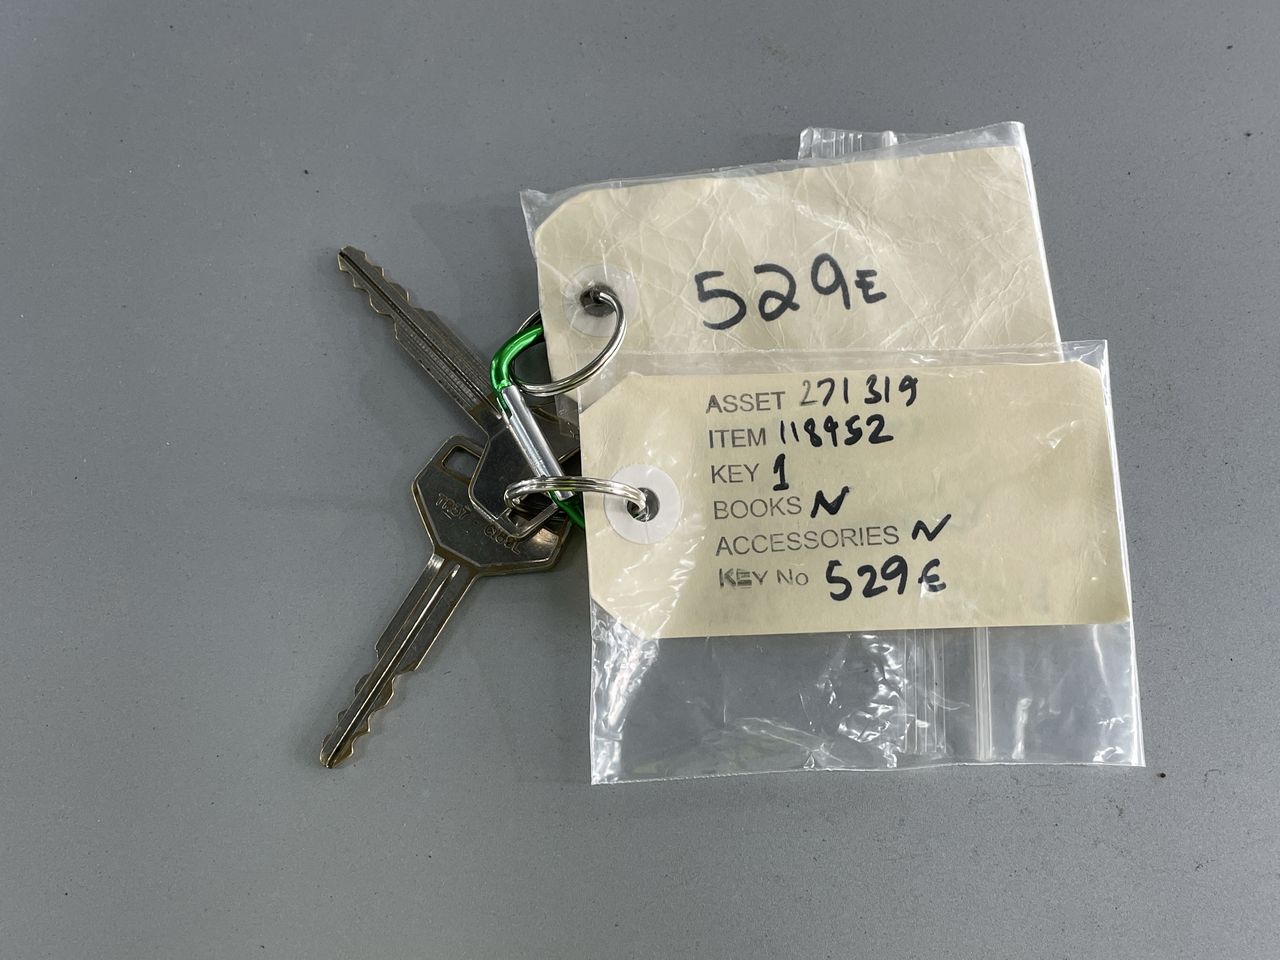 529E
ASSET 271319
ITEM 118952
KEY 1
BOOKS N
ACCESSORIES N
KEY No 529E